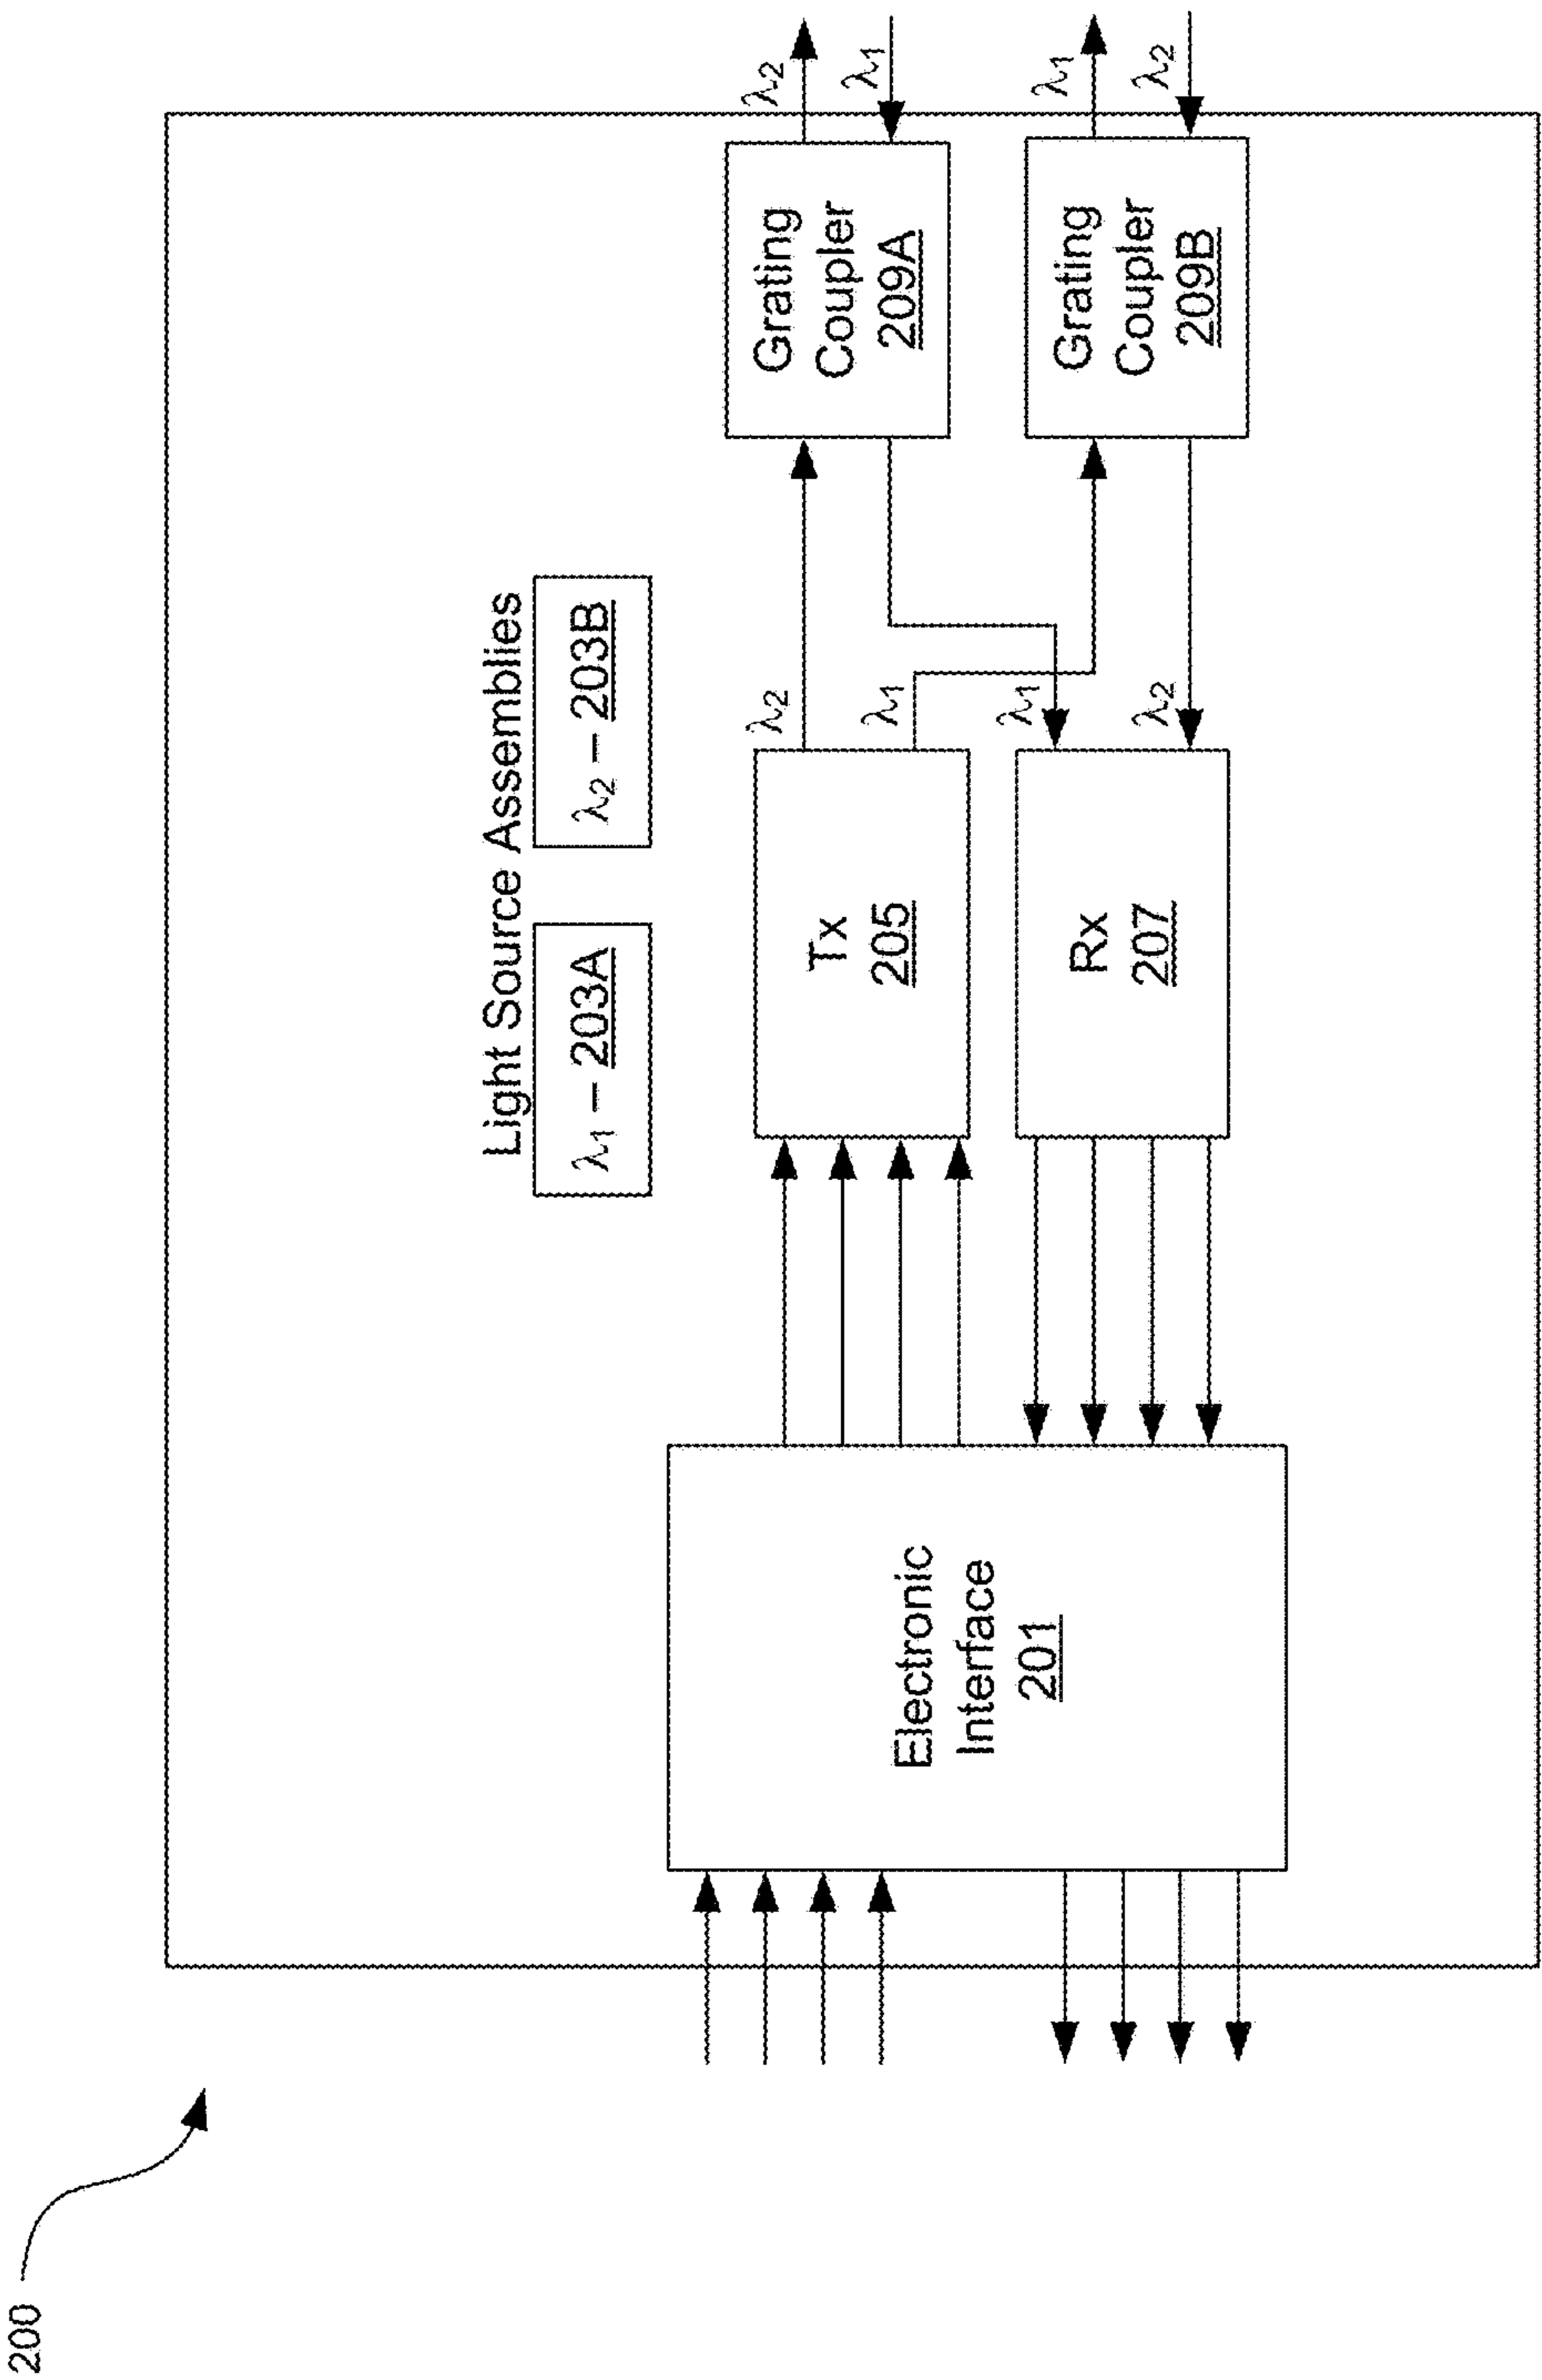 200
Light Source Assemblies
λ1 – 203A
λ2 – 203B
Electronic
Interface
201
Tx
205
Rx
207
λ2
λ1
λ1
λ2
Grating
Coupler
209A
Grating
Coupler
209B
λ2
λ1
λ1
λ2